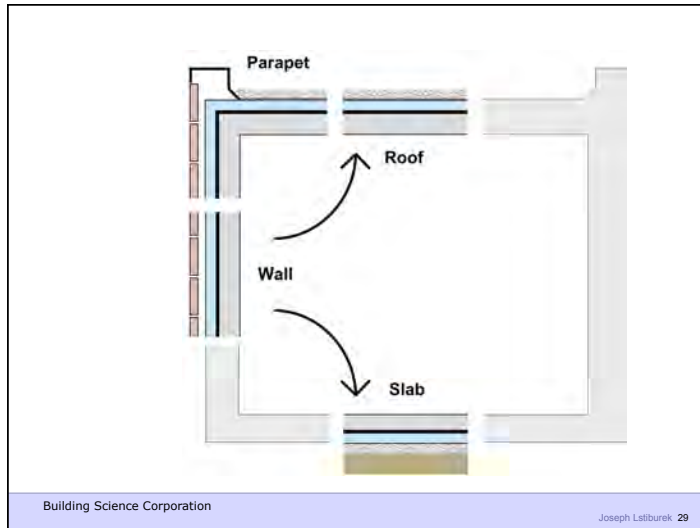 Parapet
Roof
Wall
Slab
Building Science Corporation
Joseph Lstiburek 29